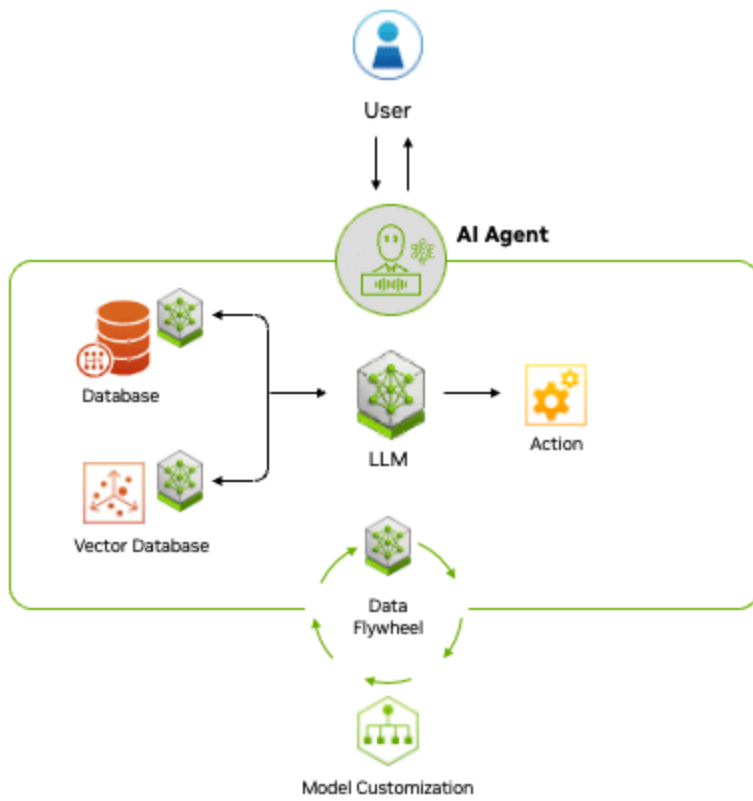 User
AI Agent
Database
LLM
Action
Vector Database
Data
Flywheel
Model Customization